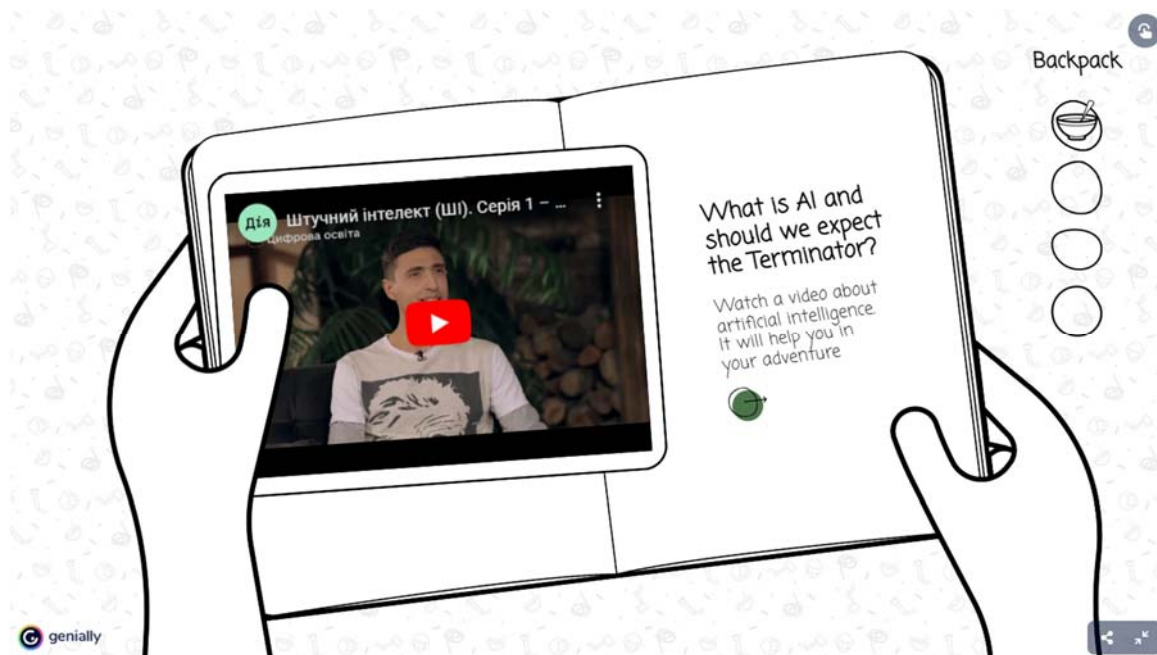 Backpack
Дія
Штучний інтелект (ШІ). Серія 1 – ...
цифрова освіта
What is AI and
should we expect
the Terminator?
Watch a video about
artificial intelligence.
It will help you in
your adventure
genially